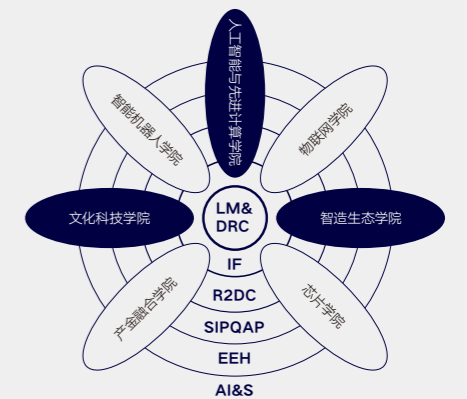 人工智能与先进计算学院
智能机器人学院
物联网学院
文化科技学院
LM&
DRC
智造生态学院
产金融合学院
芯片学院
IF
R2DC
SIPQAP
EEH
AI&S